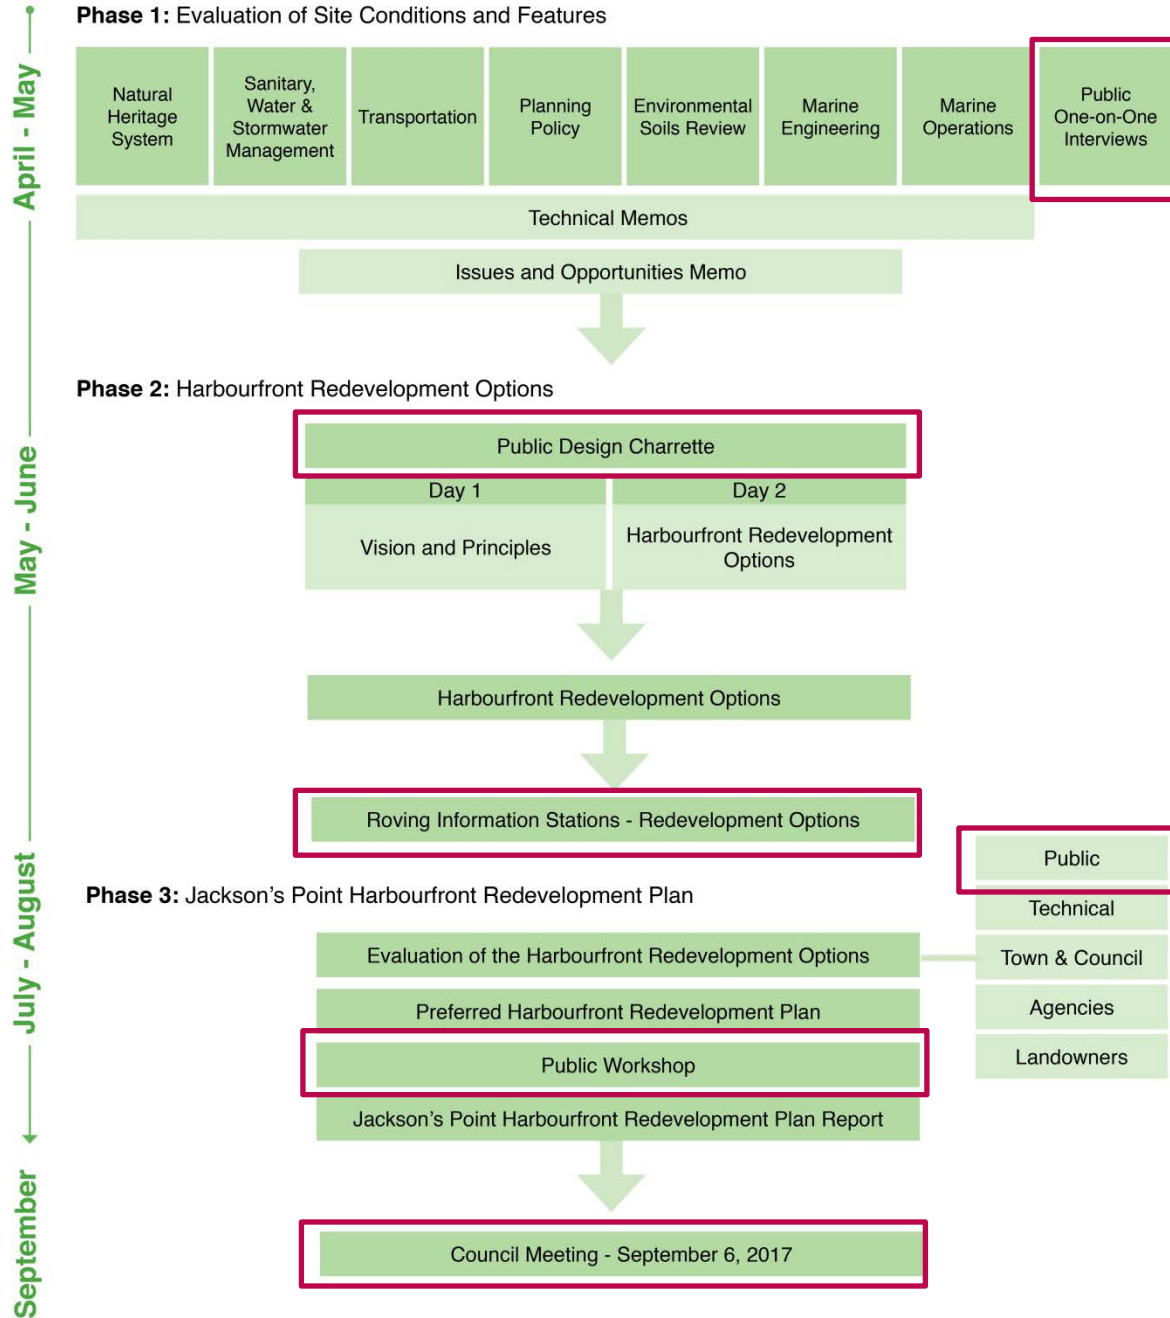 Phase 1: Evaluation of Site Conditions and Features
April - May
Natural
Heritage
System
Sanitary,
Water &
Stormwater
Management
Transportation
Planning
Policy
Environmental
Soils Review
Marine
Engineering
Marine
Operations
Public
One-on-One
Interviews
Technical Memos
Issues and Opportunities Memo
Phase 2: Harbourfront Redevelopment Options
May - June
Public Design Charrette
Day 1
Day 2
Vision and Principles
Harbourfront Redevelopment
Options
Harbourfront Redevelopment Options
Roving Information Stations - Redevelopment Options
Phase 3: Jackson's Point Harbourfront Redevelopment Plan
July - August
Evaluation of the Harbourfront Redevelopment Options
Public
Technical
Town & Council
Agencies
Landowners
Preferred Harbourfront Redevelopment Plan
Public Workshop
Jackson's Point Harbourfront Redevelopment Plan Report
September
Council Meeting - September 6, 2017